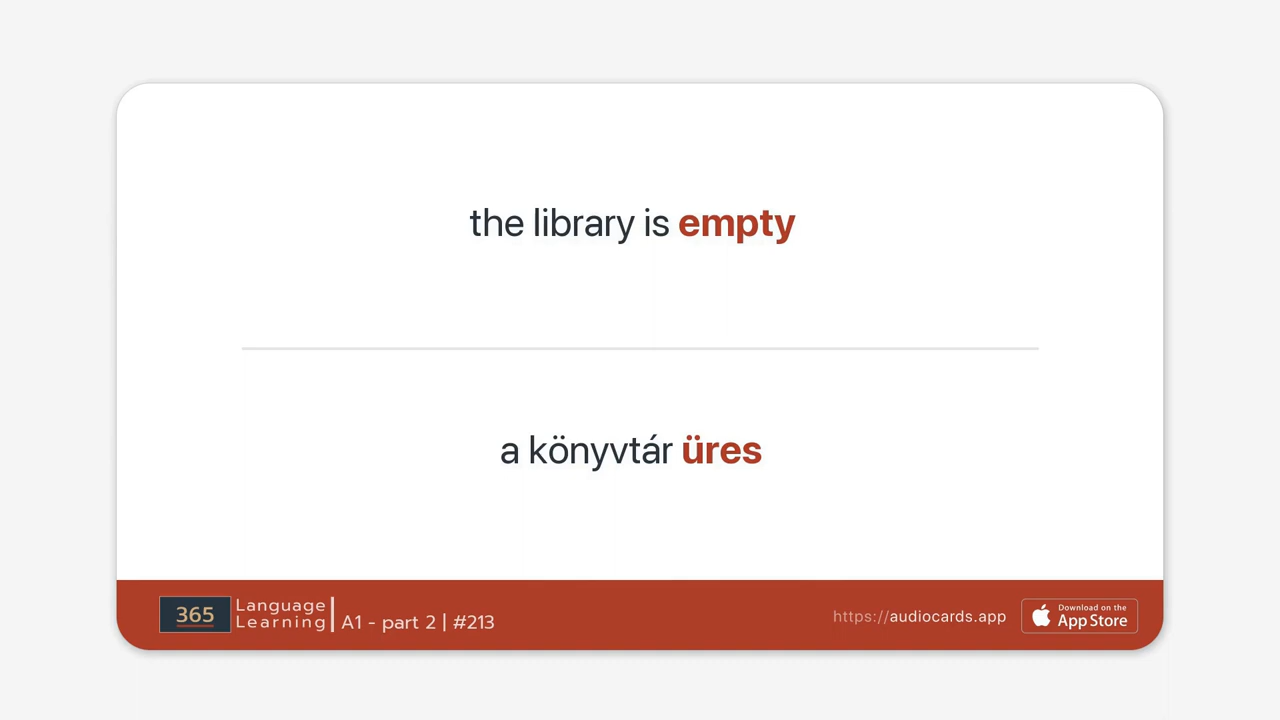 the library is empty
a könyvtár üres
365 Language Learning
A1 - part 2 | #213
https://audiocards.app
Download on the
App Store